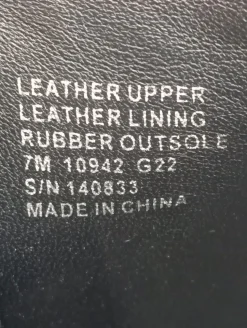 LEATHER UPPER
LEATHER LINING
RUBBER OUTSOLE
7M 10942 G22
S/N 140833
MADE IN CHINA